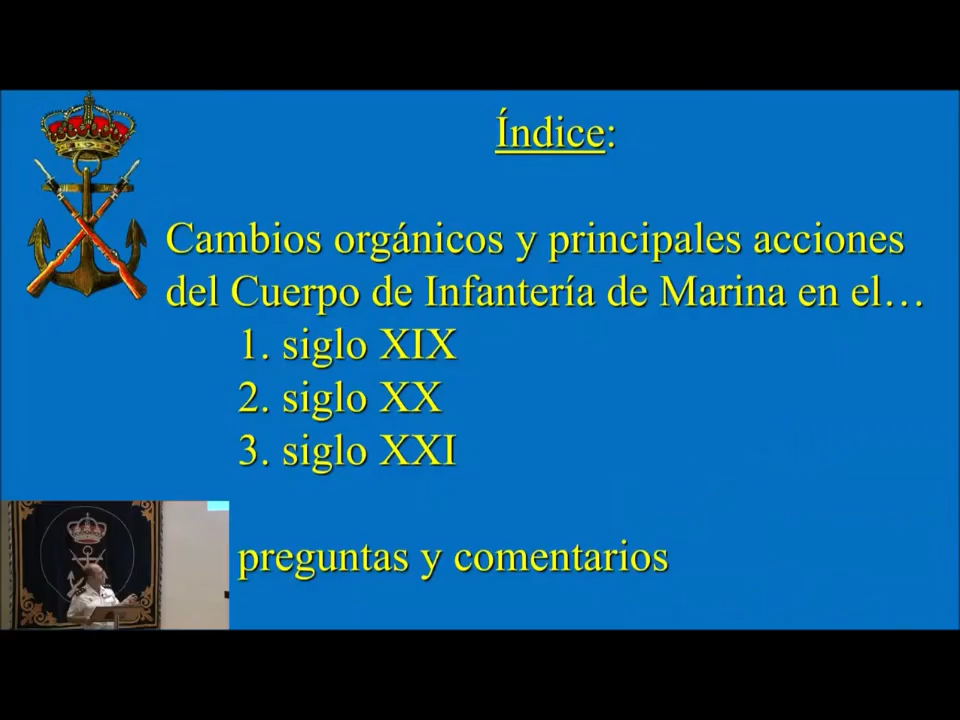 Índice:
Cambios orgánicos y principales acciones
del Cuerpo de Infantería de Marina en el…
1. siglo XIX
2. siglo XX
3. siglo XXI
preguntas y comentarios